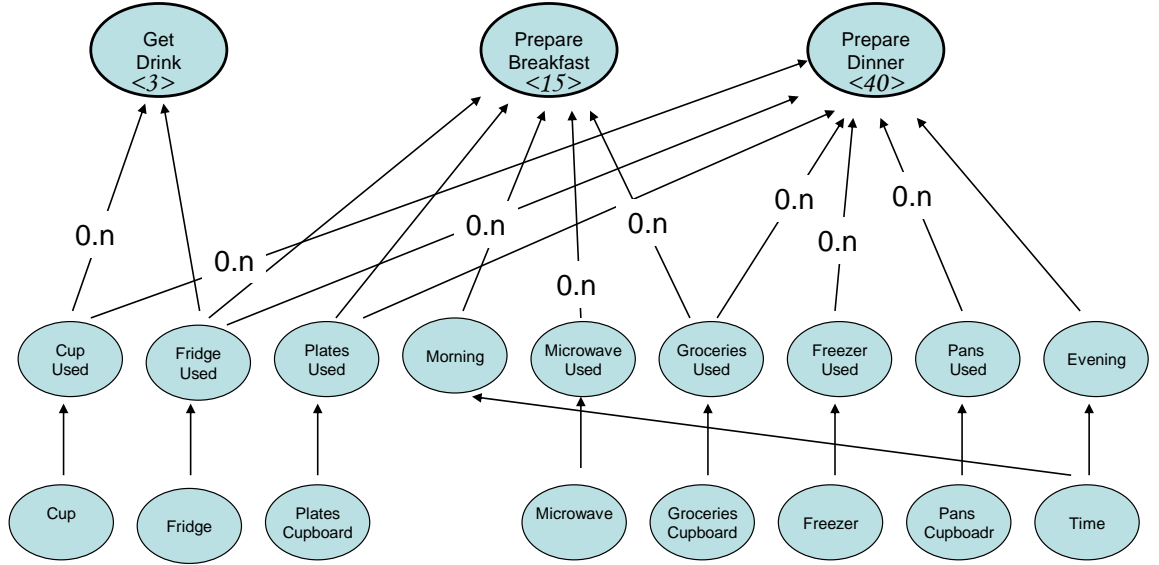 Get
Drink
<3>
Prepare
Breakfast
<15>
Prepare
Dinner
<40>
0.n
0.n
0.n
0.n
0.n
0.n
0.n
0.n
Cup
Used
Fridge
Used
Plates
Used
Morning
Microwave
Used
Groceries
Used
Freezer
Used
Pans
Used
Evening
Cup
Fridge
Plates
Cupboard
Microwave
Groceries
Cupboard
Freezer
Pans
Cupboadr
Time